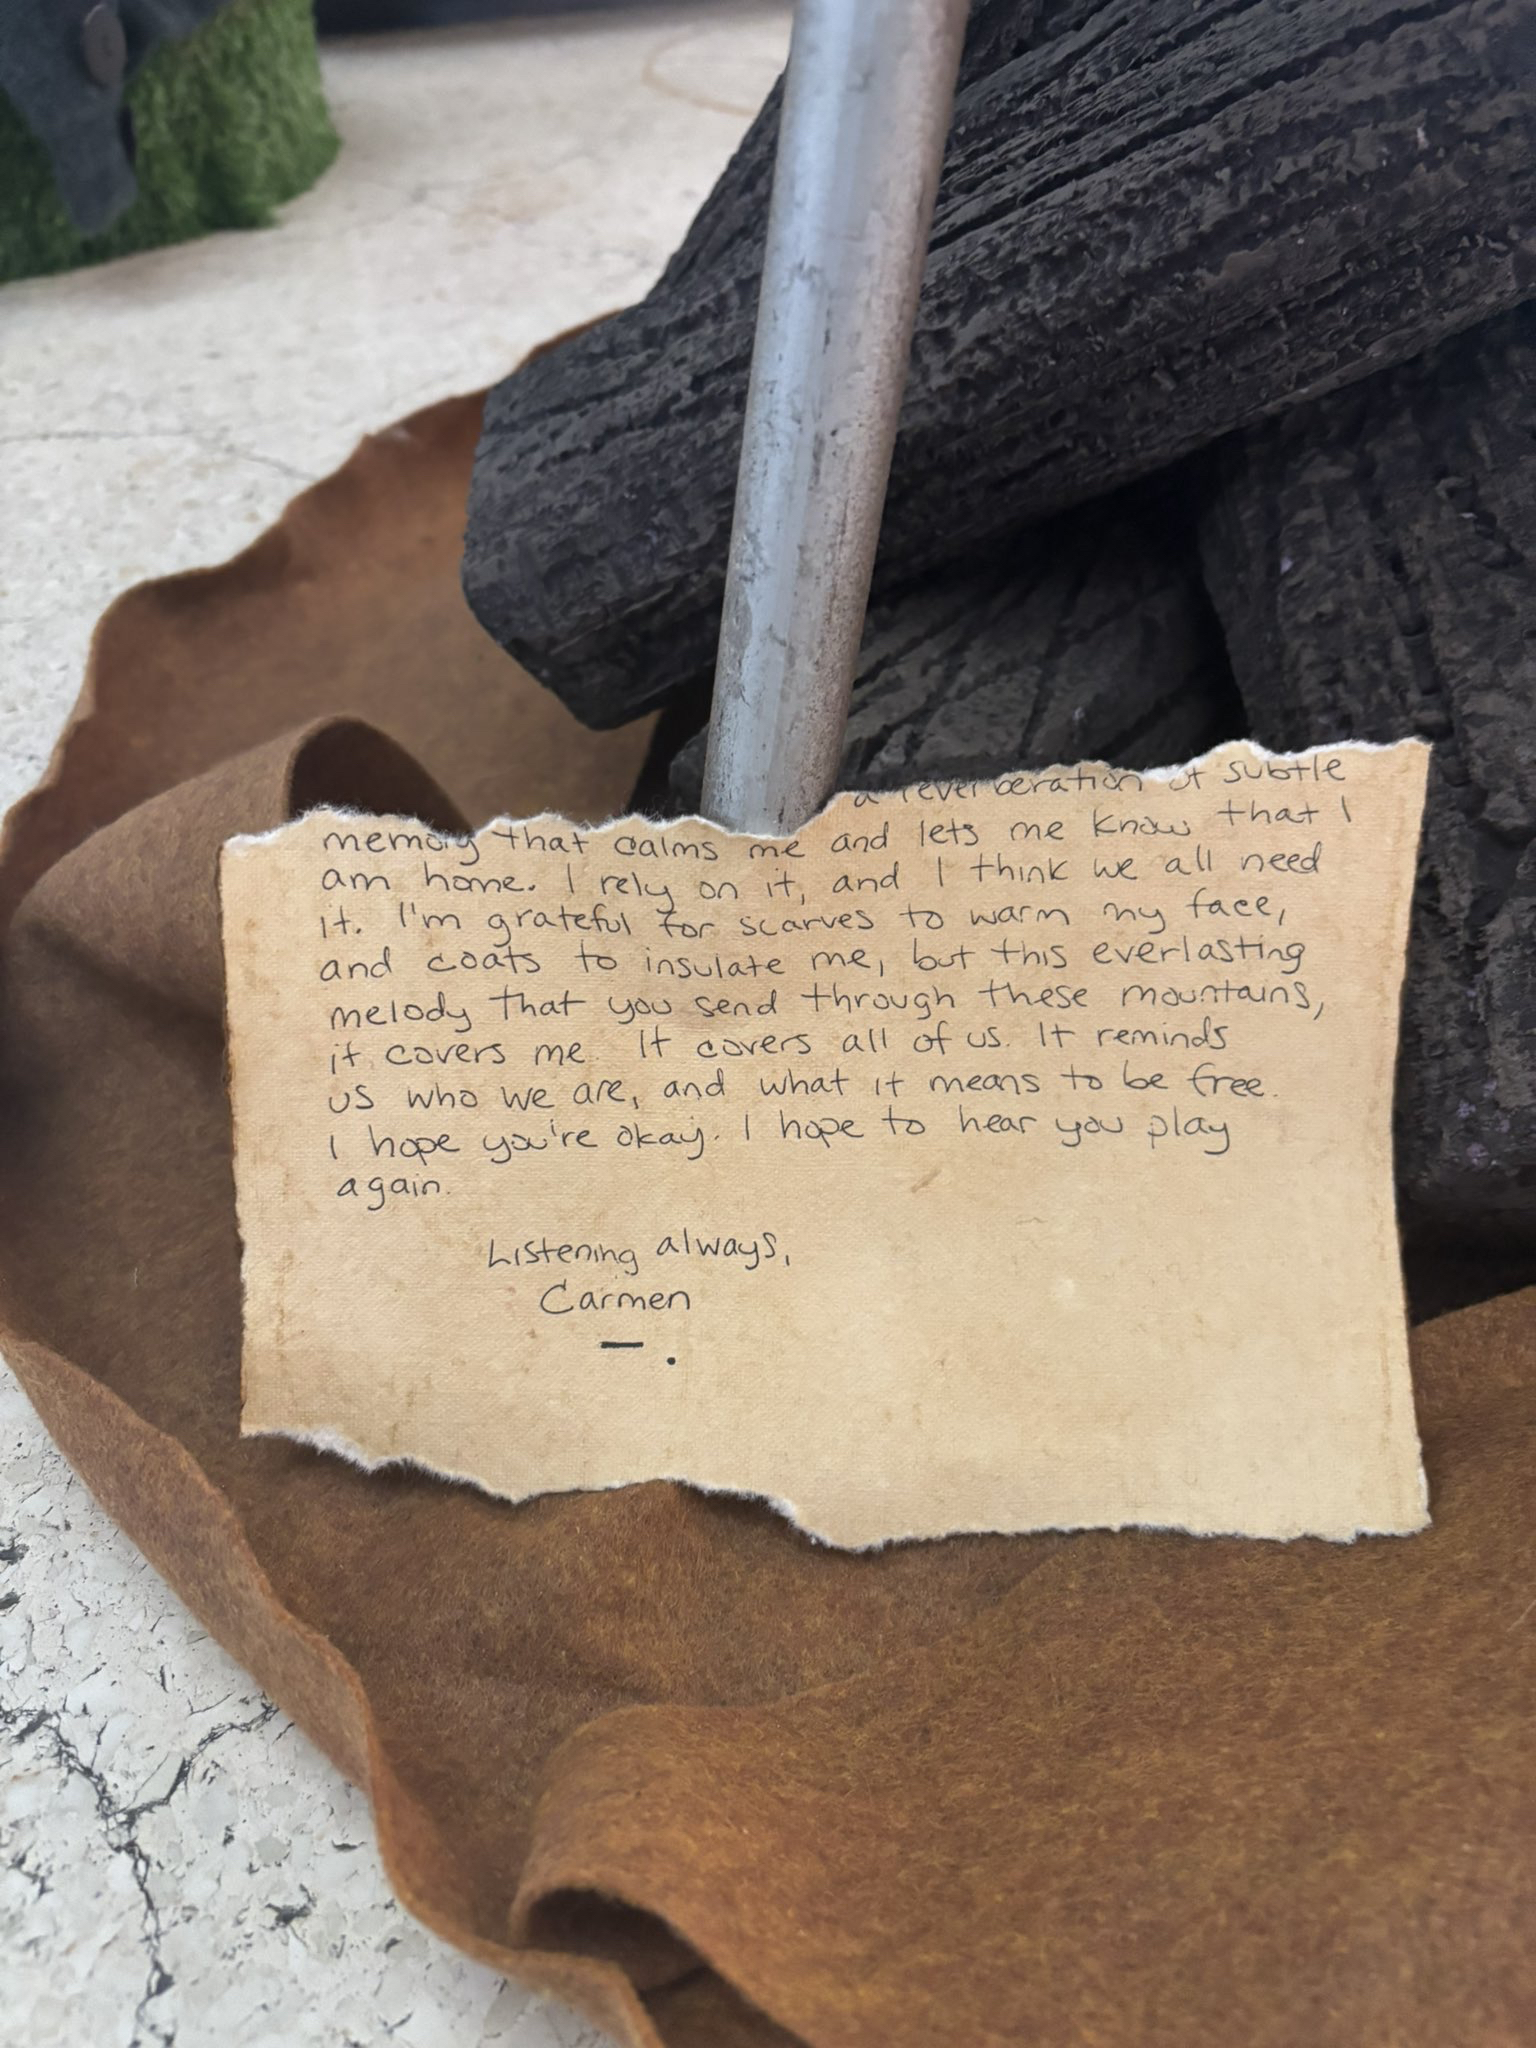 a reverberation of subtle
memory that calms me and lets me know that I
am home. I rely on it, and I think we all need
it. I'm grateful for scarves to warm my face,
and coats to insulate me, but this everlasting
melody that you send through these mountains,
it covers me. It covers all of us. It reminds
us who we are, and what it means to be free.
I hope you're okay. I hope to hear you play
again.
Listening always,
Carmen
— .